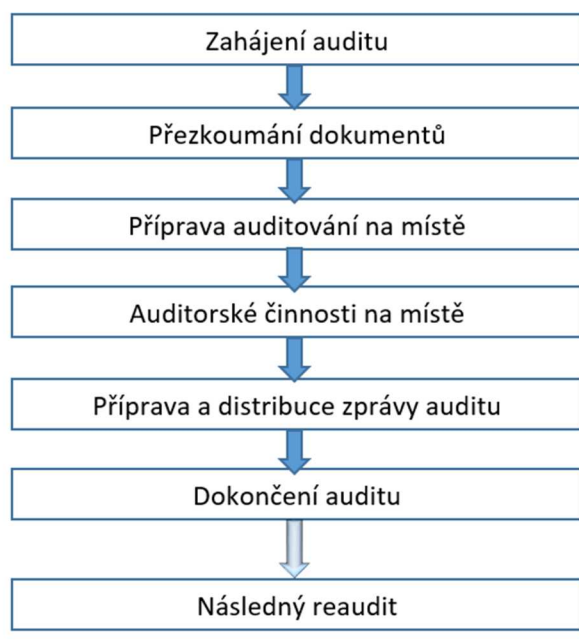 Zahájení auditu
Přezkoumání dokumentů
Příprava auditování na místě
Auditorské činnosti na místě
Příprava a distribuce zprávy auditu
Dokončení auditu
Následný reaudit